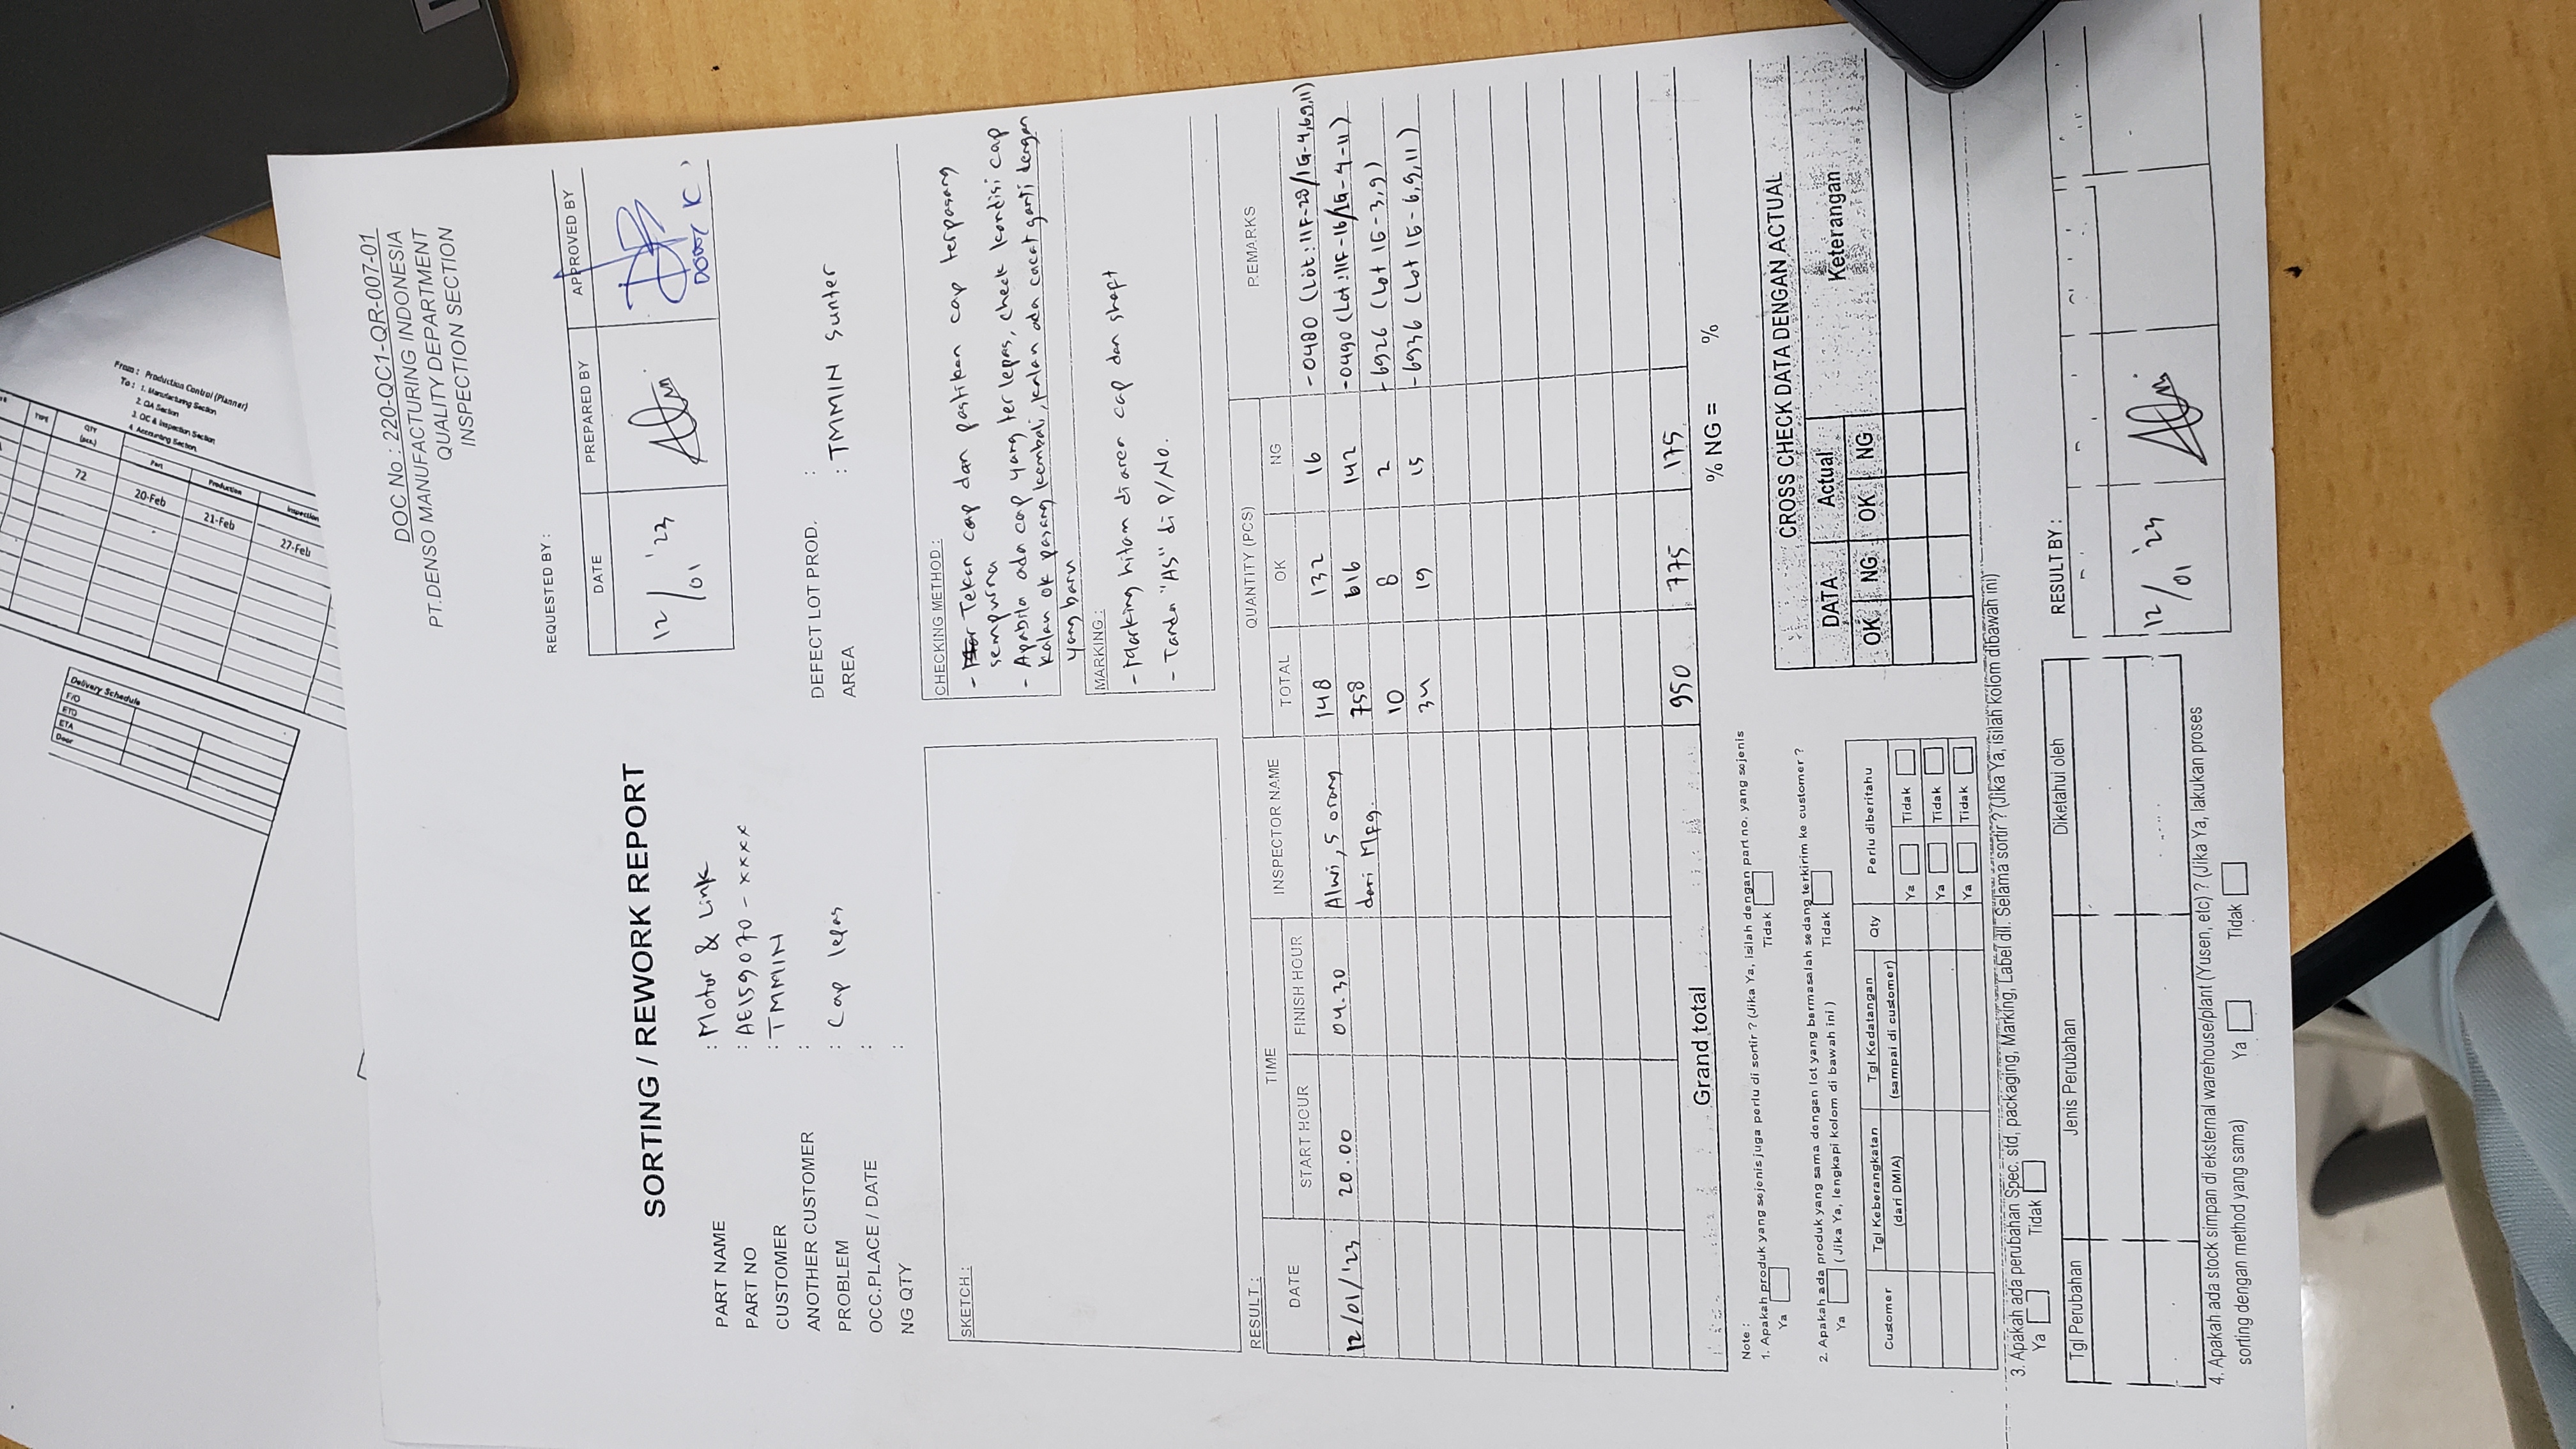 Delivery Schedule
F/O
ETD
ETA
Door
From : Production Control (Planner)
To : 1. Manufacturing Section
2. QA Section
3. QC & Inspection Section
4. Accounting Section
TYPE
QTY
(pcs)
Part
Production
Inspection
72
20-Feb
21-Feb
27-Feb
DOC No : 220-QC1-QR-007-01
PT.DENSO MANUFACTURING INDONESIA
QUALITY DEPARTMENT
INSPECTION SECTION
REQUESTED BY :
DATE PREPARED BY APPROVED BY
12/01 '23
SORTING / REWORK REPORT
PART NAME : Motor & Link
PART NO : AE159070 - xxxx
CUSTOMER : TMMIN
ANOTHER CUSTOMER :
PROBLEM : Cap lepas
OCC.PLACE / DATE :
NG QTY :
DEFECT LOT PROD. :
AREA : TMMIN Sunter
SKETCH :
CHECKING METHOD :
- Tekan cap dan pastikan cap terpasang
sempurna
- Apabila ada cap yang terlepas, check kondisi cap
kalau ok pasang kembali, kalau ada cacat ganti dengan
yang baru
MARKING :
- Marking hitam diarea cap dan shaft
- Tanda "AS" di P/No.
RESULT :
DATE TIME INSPECTOR NAME QUANTITY (PCS) REMARKS
START HOUR FINISH HOUR TOTAL OK NG
12/01/'23 20.00 04.30 Alwi, 5 orang 148 132 16 -0480 (Lot : 11F-28/1G-4,6,9,11)
dari Mfg. 758 616 142 -0490 (Lot : 11F-16/1G-4-11)
10 8 2 -6926 (Lot 1G-3,9)
34 19 15 -6936 (Lot 1G-6,9,11)
Grand total 950 775 175
% NG = %
Note :
1. Apakah produk yang sejenis juga perlu di sortir ? (Jika Ya, isilah dengan part no. yang sejenis
Ya Tidak
2. Apakah ada produk yang sama dengan lot yang bermasalah sedang terkirim ke customer ?
Ya ( Jika Ya, lengkapi kolom di bawah ini ) Tidak
Customer Tgl Keberangkatan Tgl Kedatangan Qty Perlu diberitahu
(dari DMIA) (sampai di customer)
Ya Tidak
Ya Tidak
Ya Tidak
CROSS CHECK DATA DENGAN ACTUAL
DATA Actual Keterangan
OK NG OK NG
3. Apakah ada perubahan Spec. std, packaging, Marking, Label dll. Selama sortir ? (Jika Ya, isilah kolom dibawah ini)
Ya Tidak
Tgl Perubahan Jenis Perubahan Diketahui oleh
RESULT BY :
12/01 '23
4. Apakah ada stock simpan di eksternal warehouse/plant (Yusen, etc) ? (Jika Ya, lakukan proses
sorting dengan method yang sama) Ya Tidak